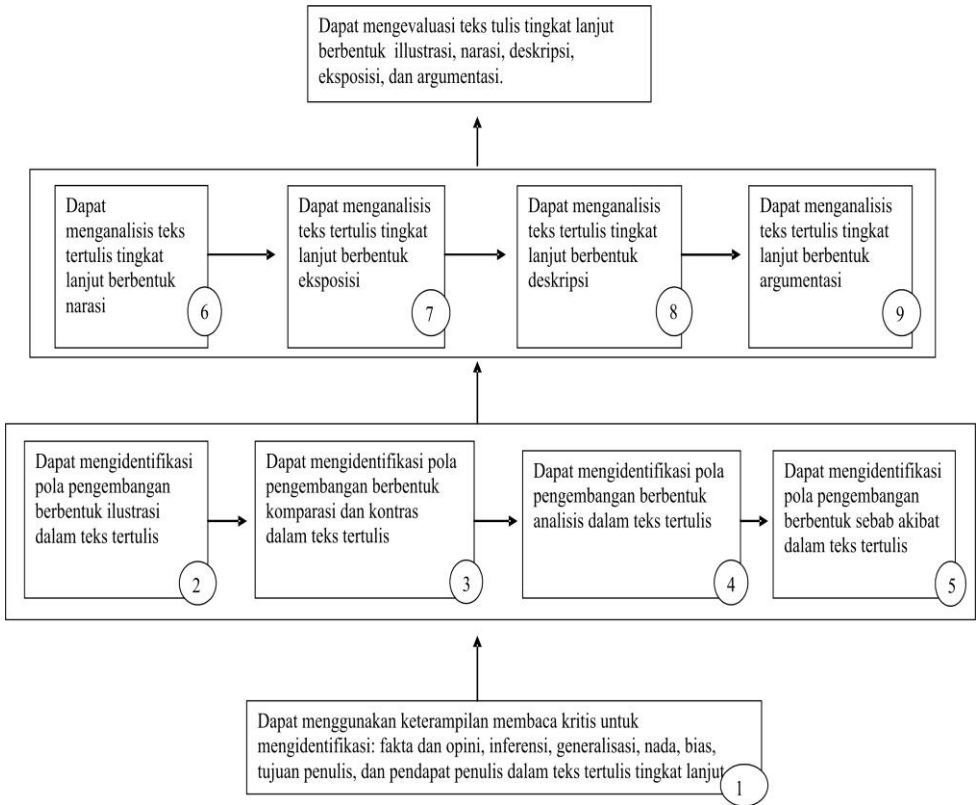 Dapat mengevaluasi teks tulis tingkat lanjut
berbentuk illustrasi, narasi, deskripsi,
eksposisi, dan argumentasi.
Dapat
menganalisis teks
tertulis tingkat
lanjut berbentuk
narasi
6
Dapat menganalisis
teks tertulis tingkat
lanjut berbentuk
eksposisi
7
Dapat menganalisis
teks tertulis tingkat
lanjut berbentuk
deskripsi
8
Dapat menganalisis
teks tertulis tingkat
lanjut berbentuk
argumentasi
9
Dapat mengidentifikasi
pola pengembangan
berbentuk ilustrasi
dalam teks tertulis
2
Dapat mengidentifikasi pola
pengembangan berbentuk
komparasi dan kontras
dalam teks tertulis
3
Dapat mengidentifikasi pola
pengembangan berbentuk
analisis dalam teks tertulis
4
Dapat mengidentifikasi
pola pengembangan
berbentuk sebab akibat
dalam teks tertulis
5
Dapat menggunakan keterampilan membaca kritis untuk
mengidentifikasi: fakta dan opini, inferensi, generalisasi, nada, bias,
tujuan penulis, dan pendapat penulis dalam teks tertulis tingkat lanjut
1